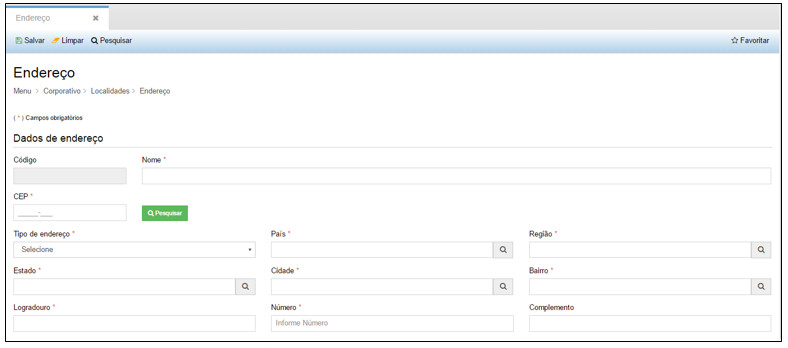 Endereço ×
Salvar Limpar Pesquisar Favoritar
Endereço
Menu > Corporativo > Localidades > Endereço
( * ) Campos obrigatórios
Dados de endereço
Código Nome *
CEP *
_____-___ Pesquisar
Tipo de endereço * País * Região *
Selecione
Estado * Cidade * Bairro *
Logradouro * Número * Complemento
Informe Número